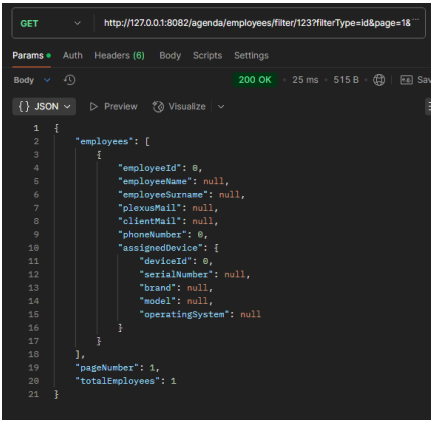 GET http://127.0.0.1:8082/agenda/employees/filter/123?filterType=id&page=1&
Params Auth Headers (6) Body Scripts Settings
Body 200 OK 25 ms 515 B
{} JSON Preview Visualize
1 {
2 "employees": [
3 {
4 "employeeId": 0,
5 "employeeName": null,
6 "employeeSurname": null,
7 "plexusMail": null,
8 "clientMail": null,
9 "phoneNumber": 0,
10 "assignedDevice": {
11 "deviceId": 0,
12 "serialNumber": null,
13 "brand": null,
14 "model": null,
15 "operatingSystem": null
16 }
17 }
18 ],
19 "pageNumber": 1,
20 "totalEmployees": 1
21 }